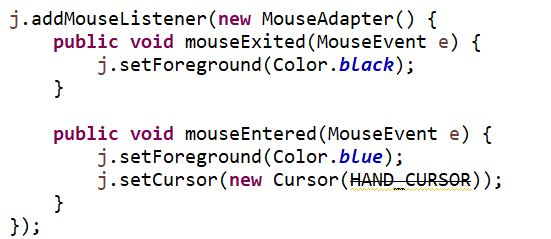 j.addMouseListener(new MouseAdapter() {
    public void mouseExited(MouseEvent e) {
        j.setForeground(Color.black);
    }

    public void mouseEntered(MouseEvent e) {
        j.setForeground(Color.blue);
        j.setCursor(new Cursor(HAND_CURSOR));
    }
});